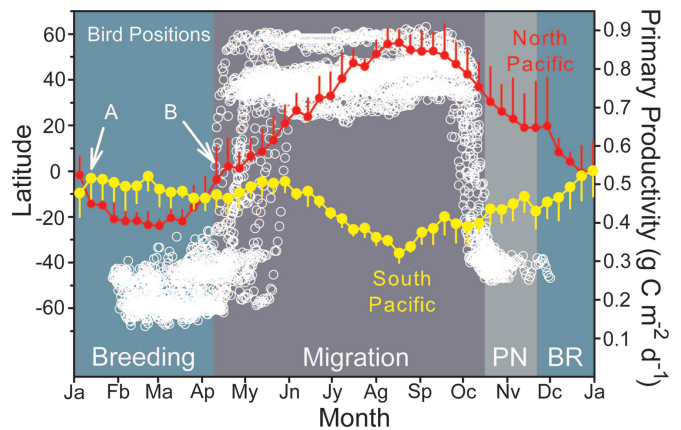 Bird Positions
North
Pacific
A
B
South
Pacific
Breeding
Migration
PN
BR
Latitude
60
40
20
0
-20
-40
-60
Primary Productivity (g C m⁻² d⁻¹)
0.9
0.8
0.7
0.6
0.5
0.4
0.3
0.2
0.1
Ja Fb Ma Ap My Jn Jy Ag Sp Oc Nv Dc Ja
Month